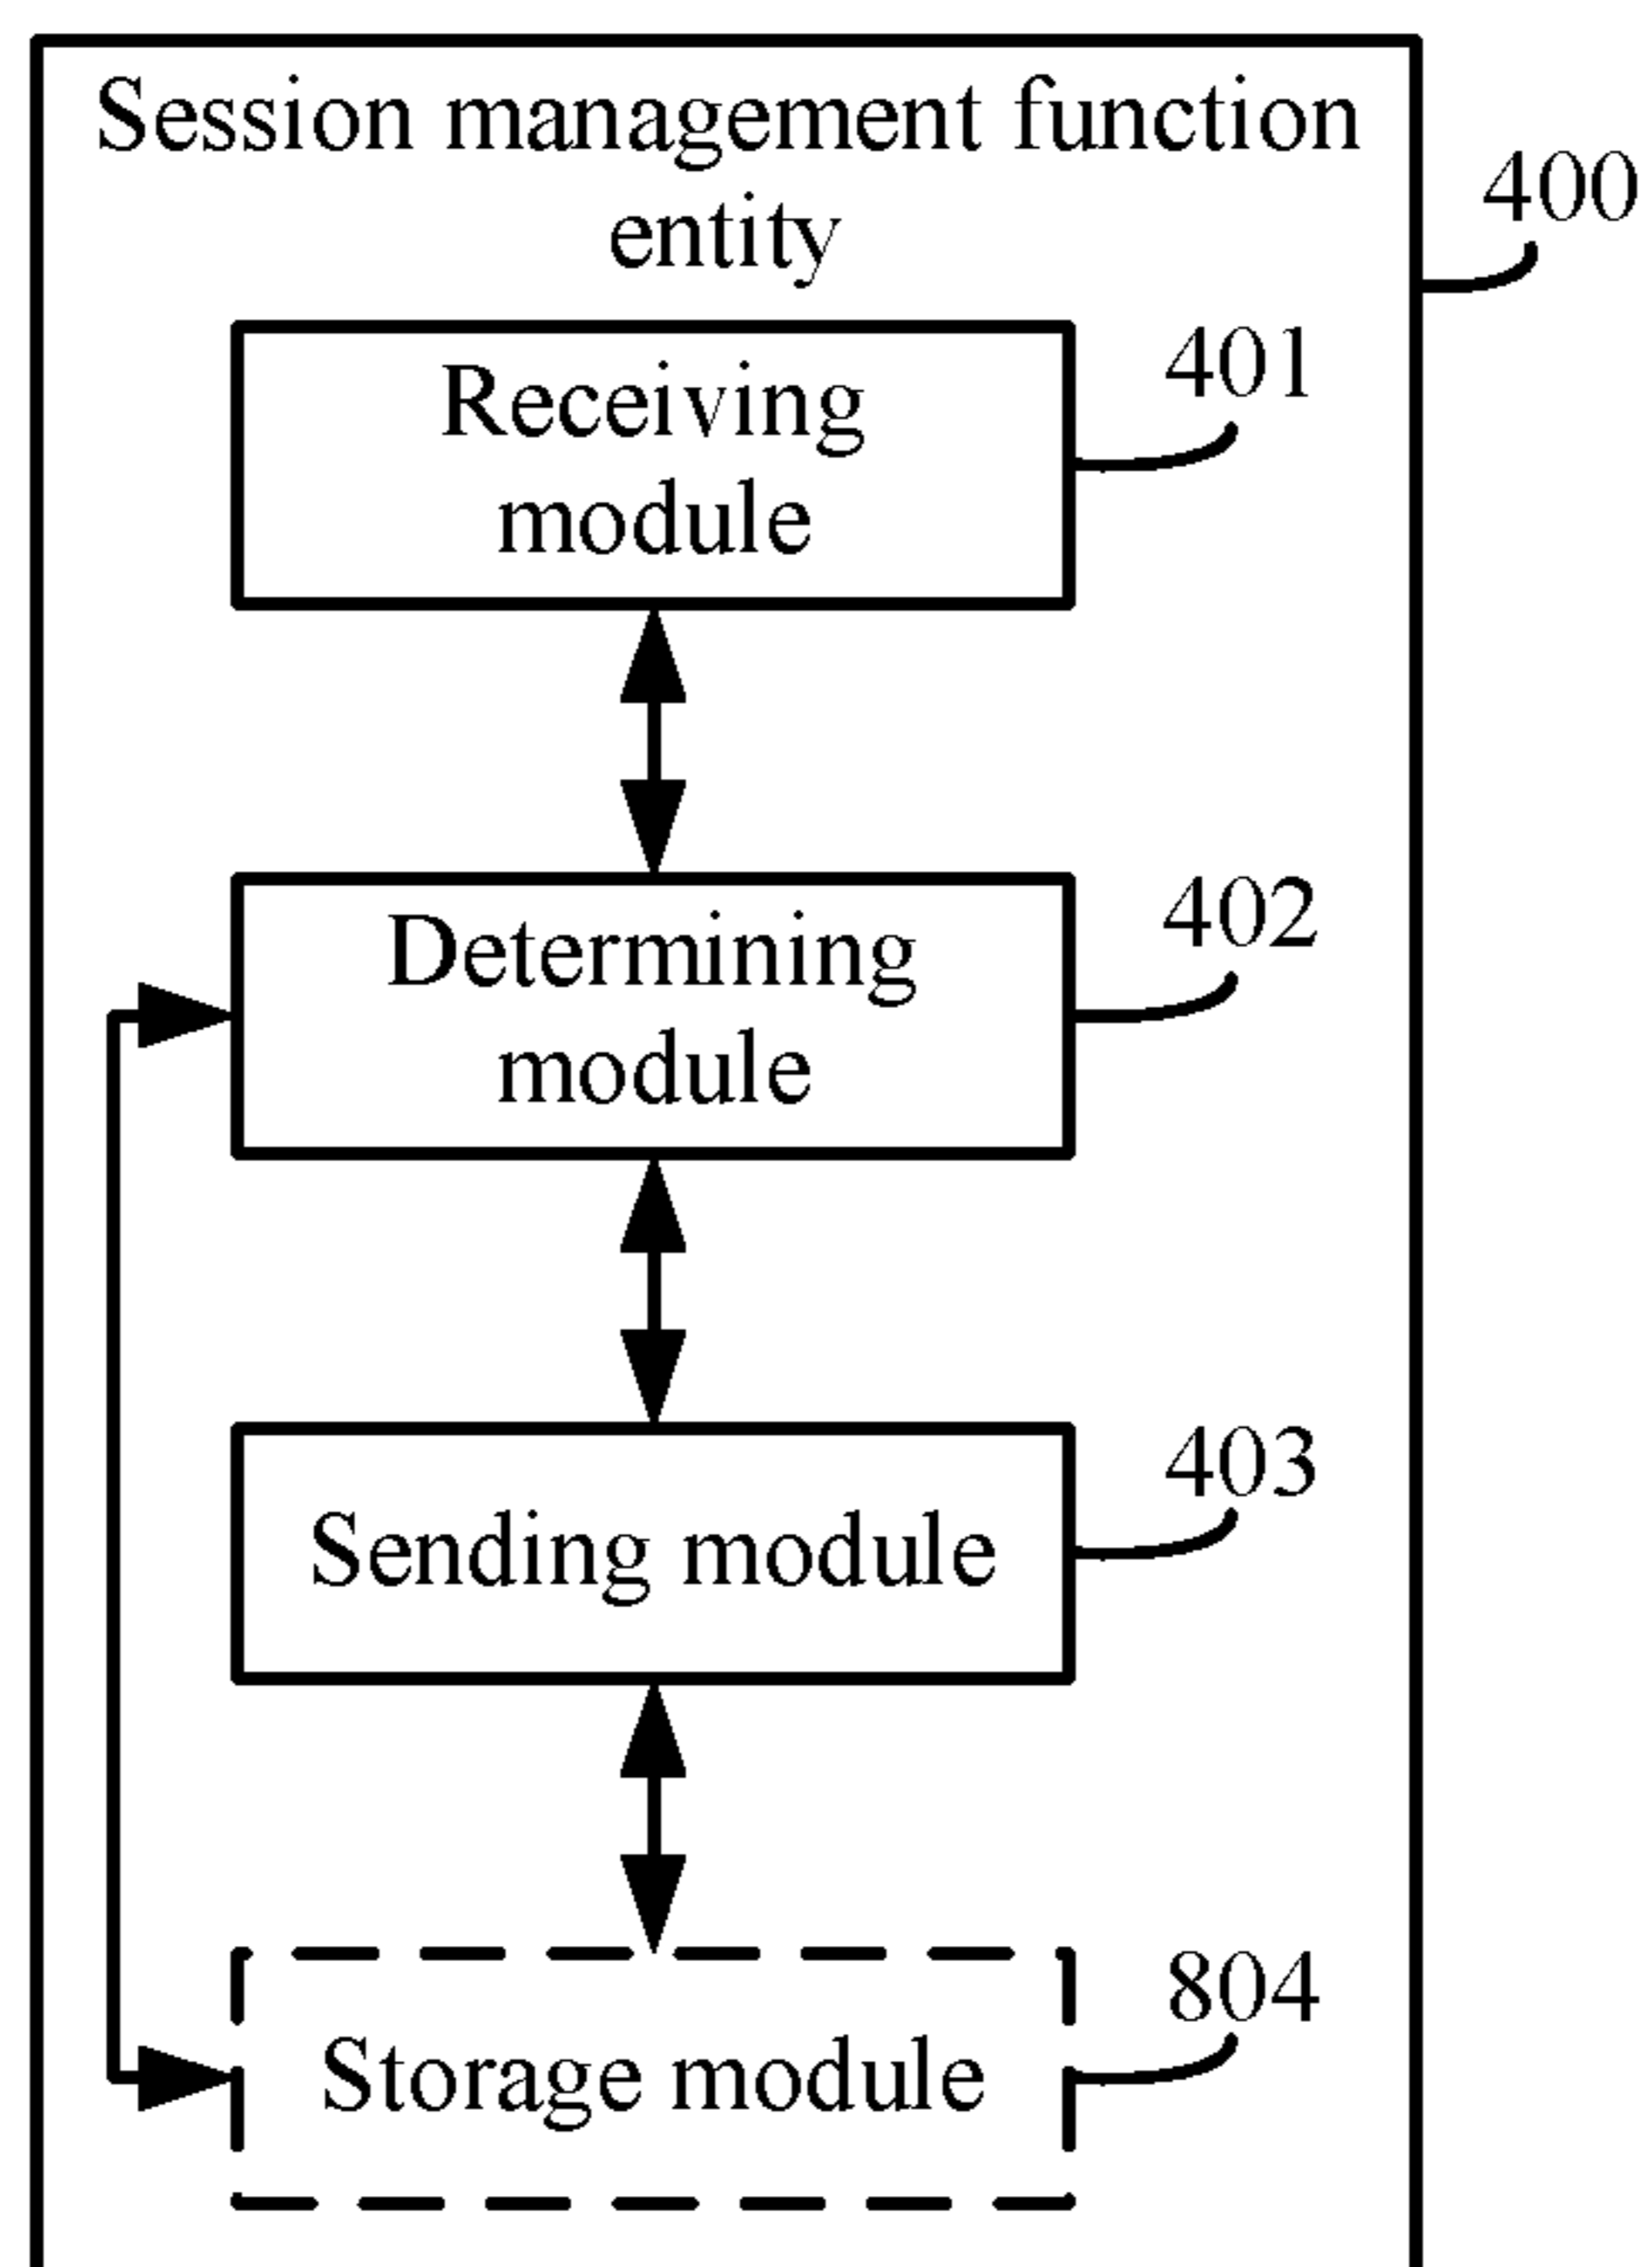 Session management function
entity
400
Receiving
module
401
Determining
module
402
Sending module
403
Storage module
804